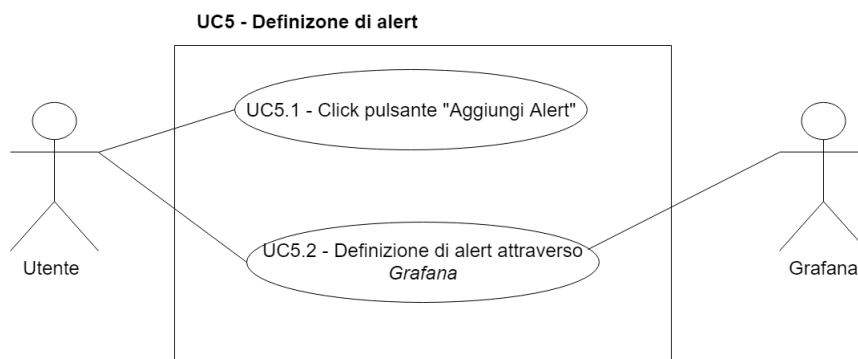 UC5 - Definizone di alert
UC5.1 - Click pulsante "Aggiungi Alert"
UC5.2 - Definizione di alert attraverso
Grafana
Utente
Grafana